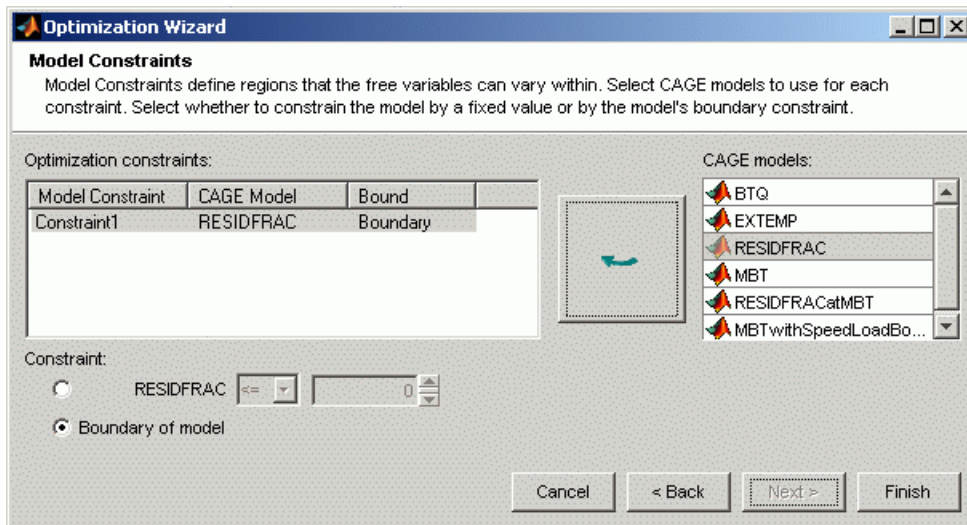 Optimization Wizard
Model Constraints
Model Constraints define regions that the free variables can vary within. Select CAGE models to use for each
constraint. Select whether to constrain the model by a fixed value or by the model's boundary constraint.
Optimization constraints:
Model Constraint CAGE Model Bound
Constraint1 RESIDFRAC Boundary
CAGE models:
BTQ
EXTEMP
RESIDFRAC
MBT
RESIDFRACatMBT
MBTwithSpeedLoadBo...
Constraint:
RESIDFRAC <= 0
Boundary of model
Cancel < Back Next > Finish